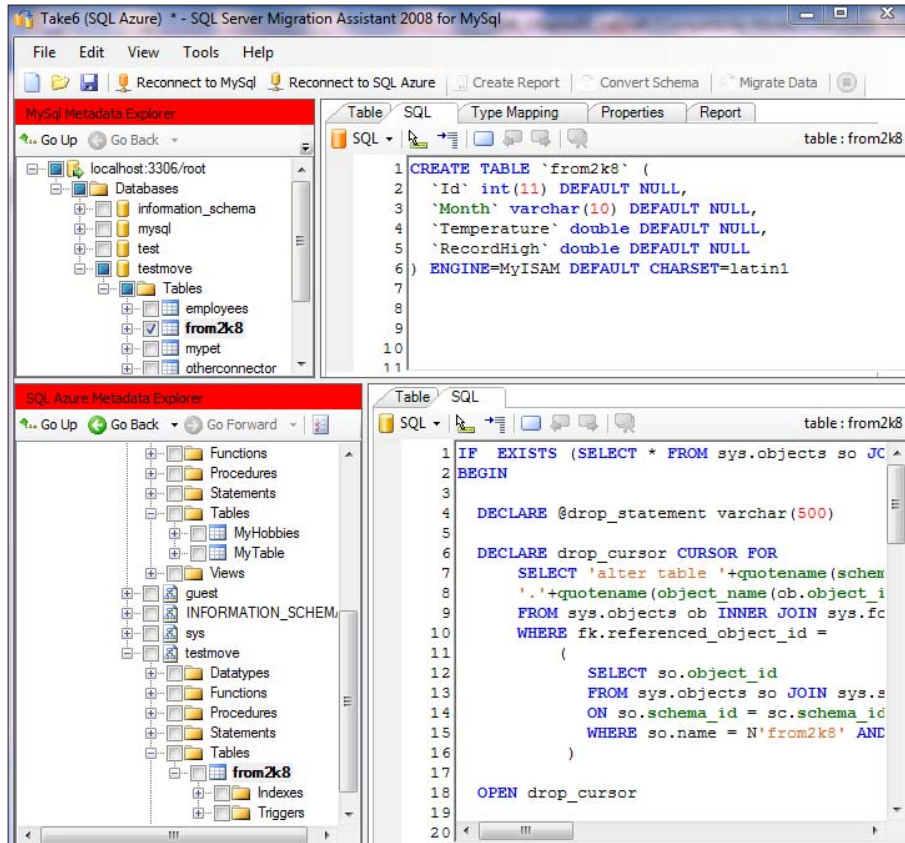 Take6 (SQL Azure) * - SQL Server Migration Assistant 2008 for MySql
File Edit View Tools Help
Reconnect to MySql Reconnect to SQL Azure Create Report Convert Schema Migrate Data
MySql Metadata Explorer
Go Up Go Back
localhost:3306/root
Databases
information_schema
mysql
test
testmove
Tables
employees
from2k8
mypet
otherconnector
Table SQL Type Mapping Properties Report
SQL table : from2k8
1 CREATE TABLE `from2k8` (
2 `Id` int(11) DEFAULT NULL,
3 `Month` varchar(10) DEFAULT NULL,
4 `Temperature` double DEFAULT NULL,
5 `RecordHigh` double DEFAULT NULL
6 ) ENGINE=MyISAM DEFAULT CHARSET=latin1
7
8
9
10
11
SQL Azure Metadata Explorer
Go Up Go Back Go Forward
Functions
Procedures
Statements
Tables
MyHobbies
MyTable
Views
guest
INFORMATION_SCHEM
sys
testmove
Datatypes
Functions
Procedures
Statements
Tables
from2k8
Indexes
Triggers
Table SQL
SQL table : from2k8
1 IF EXISTS (SELECT * FROM sys.objects so JO
2 BEGIN
3
4 DECLARE @drop_statement varchar(500)
5
6 DECLARE drop_cursor CURSOR FOR
7 SELECT 'alter table '+quotename(schem
8 '.'+quotename(object_name(ob.object_i
9 FROM sys.objects ob INNER JOIN sys.fo
10 WHERE fk.referenced_object_id =
11 (
12 SELECT so.object_id
13 FROM sys.objects so JOIN sys.s
14 ON so.schema_id = sc.schema_id
15 WHERE so.name = N'from2k8' AND
16 )
17
18 OPEN drop_cursor
19
20